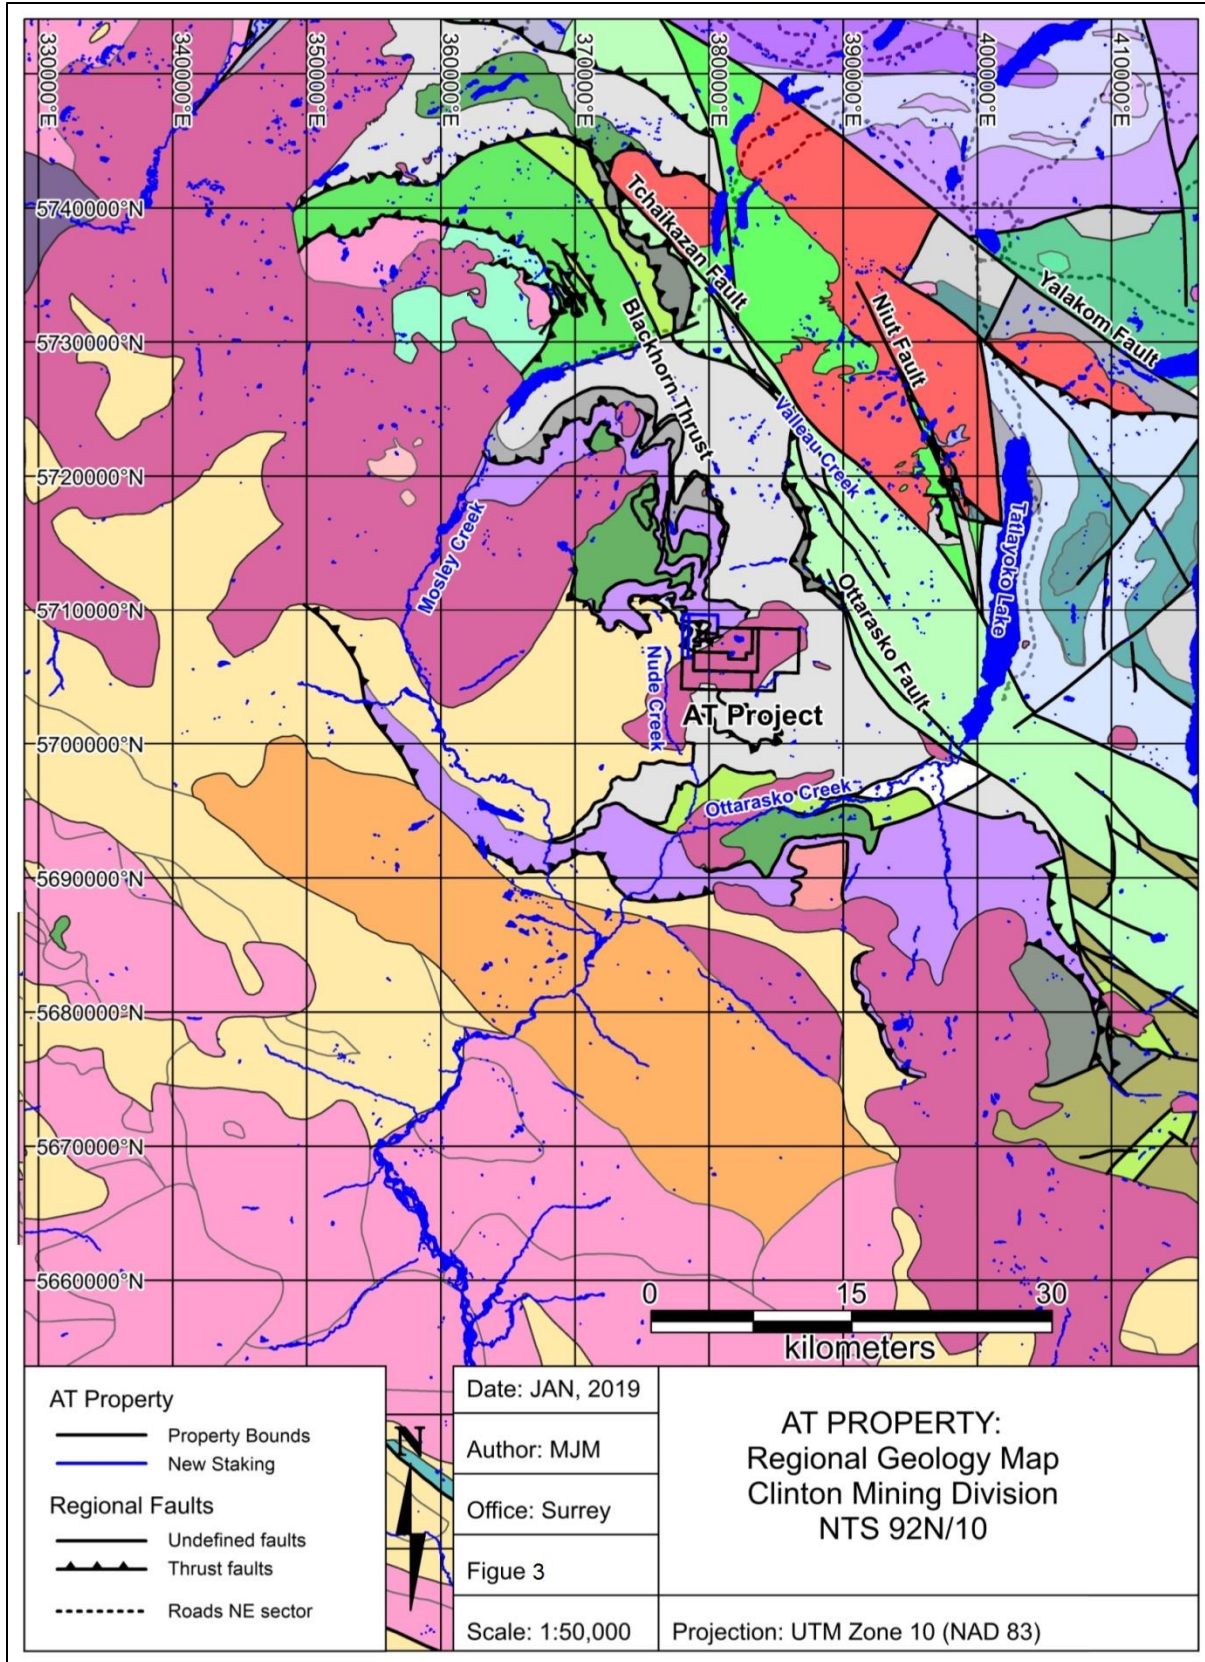 330000°E
340000°E
350000°E
360000°E
370000°E
380000°E
390000°E
400000°E
410000°E
5740000°N
5730000°N
5720000°N
5710000°N
5700000°N
5690000°N
5680000°N
5670000°N
5660000°N
Tchaikazan Fault
Yalakom Fault
Niut Fault
Blackhorn Thrust
Valleau Creek
Mosley Creek
Tatlayoko Lake
Ottarasko Fault
Nude Creek
AT Project
Ottarasko Creek
0 15 30
kilometers
AT Property
Property Bounds
New Staking
Regional Faults
Undefined faults
Thrust faults
Roads NE sector
N
Date: JAN, 2019
Author: MJM
Office: Surrey
Figue 3
Scale: 1:50,000
AT PROPERTY:
Regional Geology Map
Clinton Mining Division
NTS 92N/10
Projection: UTM Zone 10 (NAD 83)